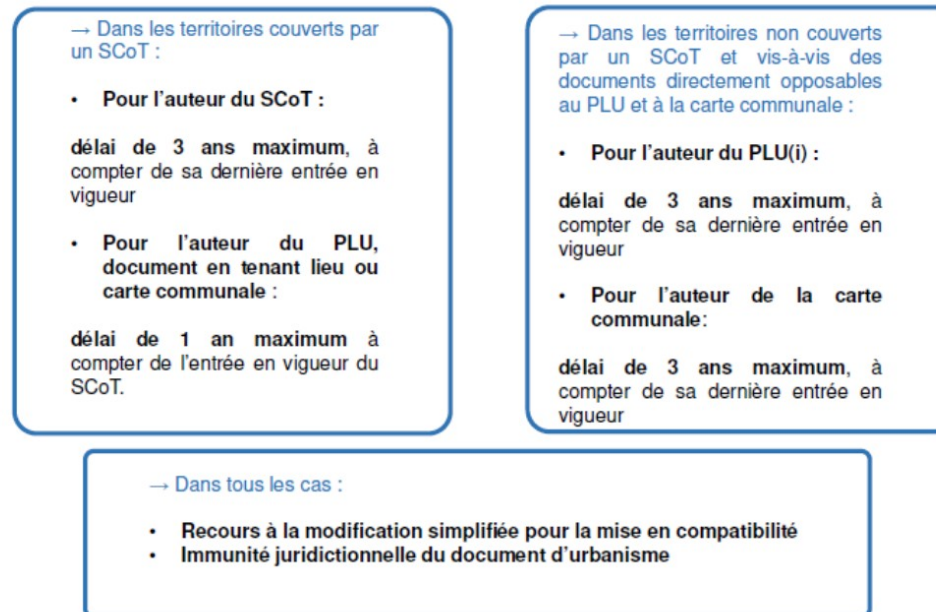 → Dans les territoires couverts par
un SCoT :
• Pour l'auteur du SCoT :
délai de 3 ans maximum, à
compter de sa dernière entrée en
vigueur
• Pour l'auteur du PLU,
document en tenant lieu ou
carte communale :
délai de 1 an maximum à
compter de l'entrée en vigueur du
SCoT.
→ Dans les territoires non couverts
par un SCoT et vis-à-vis des
documents directement opposables
au PLU et à la carte communale :
• Pour l'auteur du PLU(i) :
délai de 3 ans maximum, à
compter de sa dernière entrée en
vigueur
• Pour l'auteur de la carte
communale:
délai de 3 ans maximum, à
compter de sa dernière entrée en
vigueur
→ Dans tous les cas :
• Recours à la modification simplifiée pour la mise en compatibilité
• Immunité juridictionnelle du document d'urbanisme